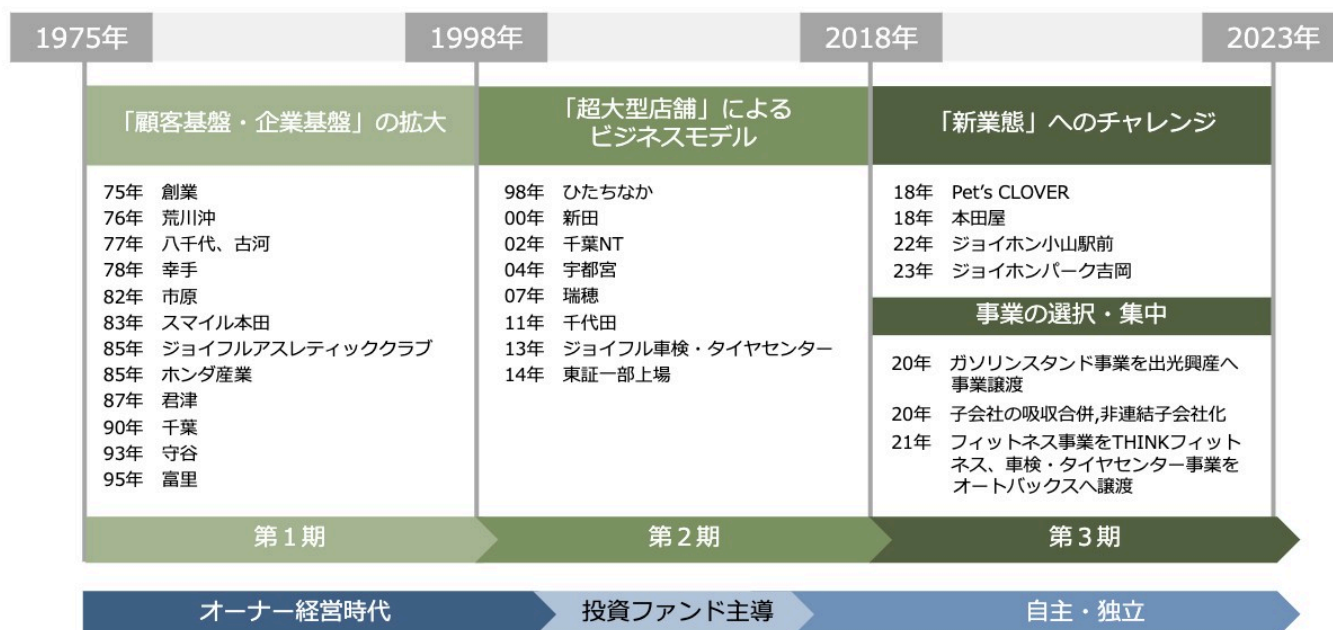 1975年
1998年
2018年
2023年
「顧客基盤・企業基盤」の拡大
75年 創業
76年 荒川沖
77年 八千代、古河
78年 幸手
82年 市原
83年 スマイル本田
85年 ジョイフルアスレティッククラブ
85年 ホンダ産業
87年 君津
90年 千葉
93年 守谷
95年 富里
「超大型店舗」による
ビジネスモデル
98年 ひたちなか
00年 新田
02年 千葉NT
04年 宇都宮
07年 瑞穂
11年 千代田
13年 ジョイフル車検・タイヤセンター
14年 東証一部上場
「新業態」へのチャレンジ
18年 Pet’s CLOVER
18年 本田屋
22年 ジョイホン小山駅前
23年 ジョイホンパーク吉岡
事業の選択・集中
20年 ガソリンスタンド事業を出光興産へ
事業譲渡
20年 子会社の吸収合併,非連結子会社化
21年 フィットネス事業をTHINKフィット
ネス、車検・タイヤセンター事業を
オートバックスへ譲渡
第１期
第２期
第３期
オーナー経営時代
投資ファンド主導
自主・独立